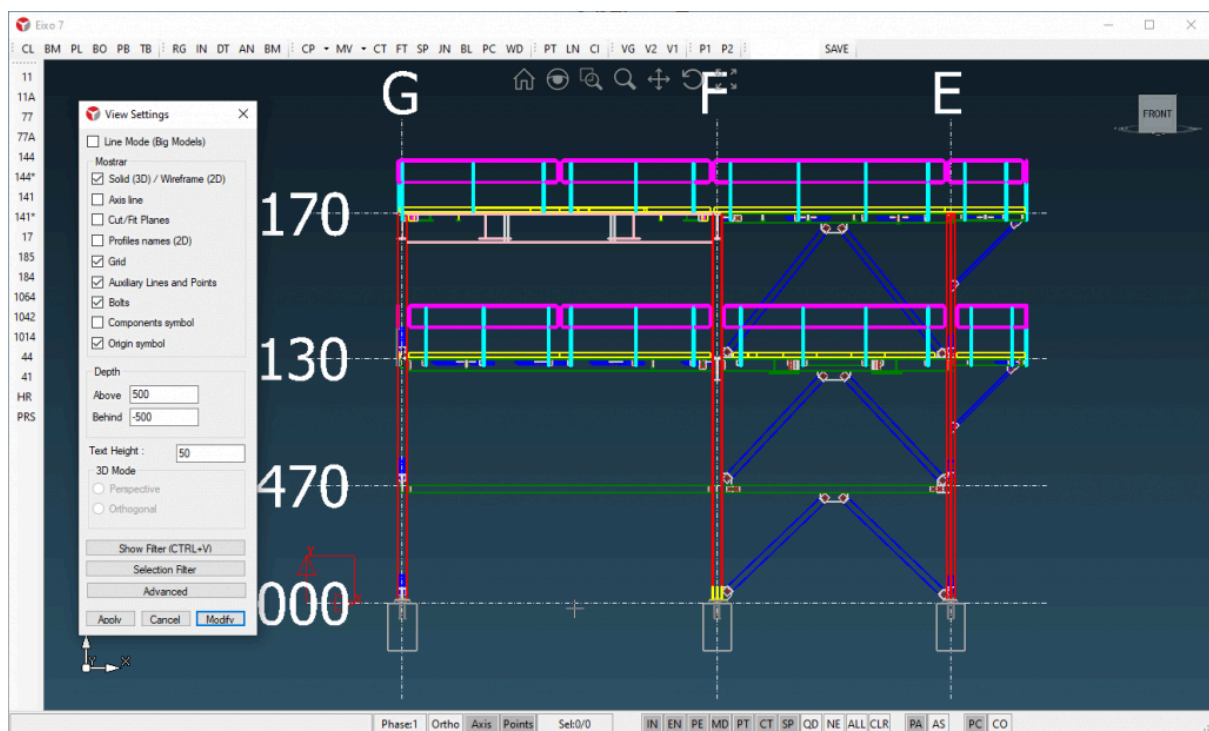 Eixo 7
CL BM PL BO PB TB RG IN DT AN BM CP MV CT FT SP JN BL PC WD PT LN CI VG V2 V1 P1 P2 SAVE
11
11A
77
77A
144
144*
141
141*
17
185
184
1064
1042
1014
44
41
HR
PRS
G F E
FRONT
View Settings
Line Mode (Big Models)
Mostrar
Solid (3D) / Wireframe (2D)
Axis line
Cut/Fit Planes
Profiles names (2D)
Grid
Auxiliary Lines and Points
Bolts
Components symbol
Origin symbol
Depth
Above 500
Behind -500
Text Height : 50
3D Mode
Perspective
Orthogonal
Show Filter (CTRL+V)
Selection Filter
Advanced
Apply Cancel Modify
170
130
470
000
Y X
Phase:1 Ortho Axis Points Sel:0/0 IN EN PE MD PT CT SP QD NE ALL CLR PA AS PC CO